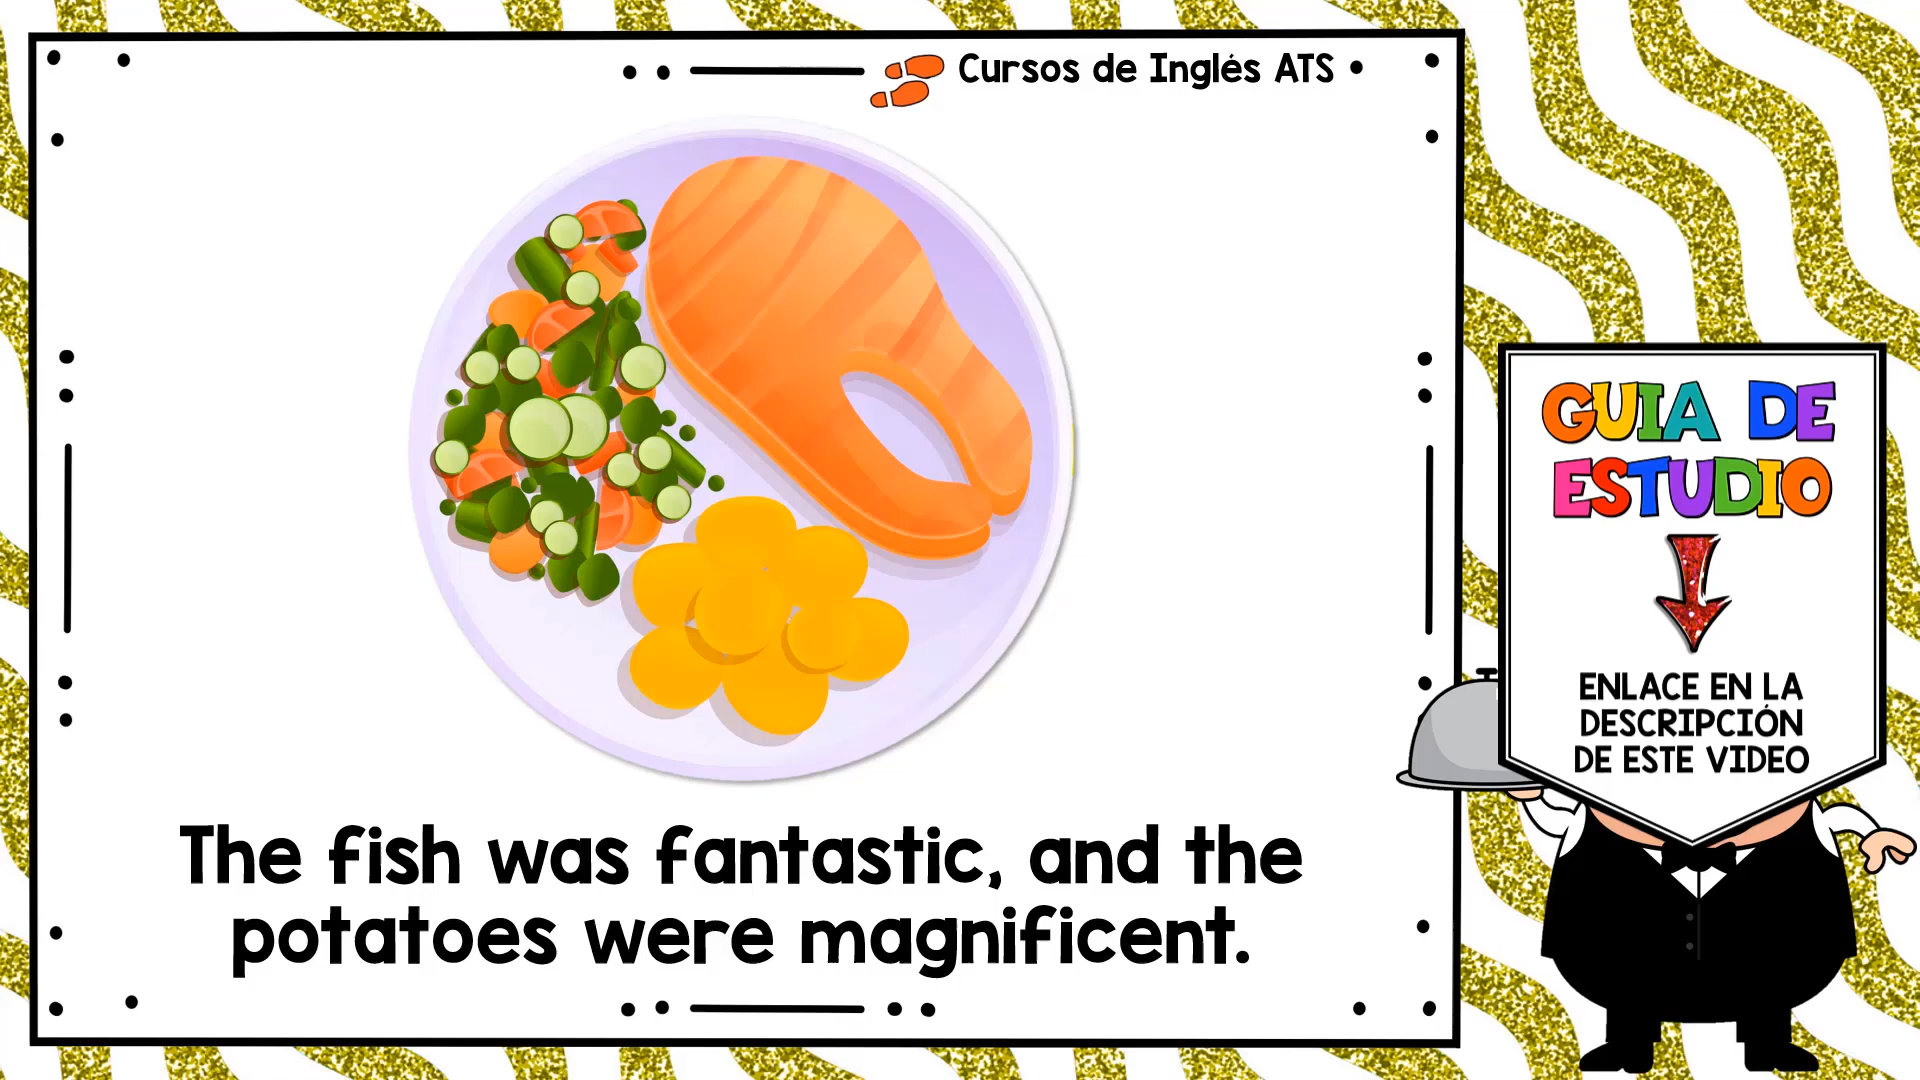 Cursos de Inglés ATS
The fish was fantastic, and the
potatoes were magnificent.
GUIA DE
ESTUDIO
ENLACE EN LA
DESCRIPCIÓN
DE ESTE VIDEO